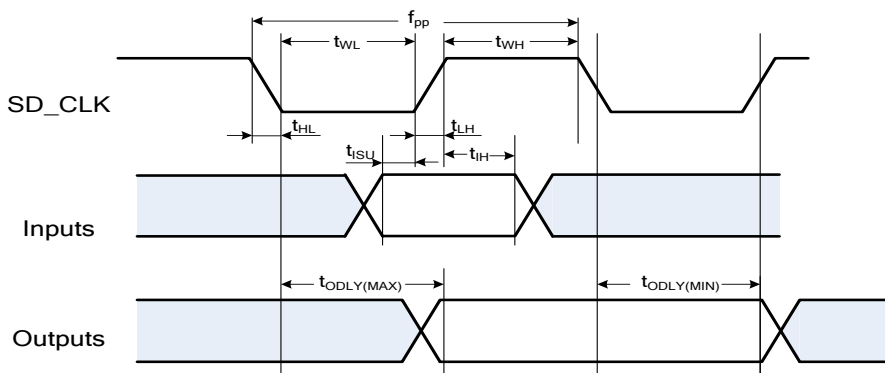 fpp
tWL
tWH
SD_CLK
tHL
tLH
tISU
tIH
Inputs
tODLY(MAX)
tODLY(MIN)
Outputs